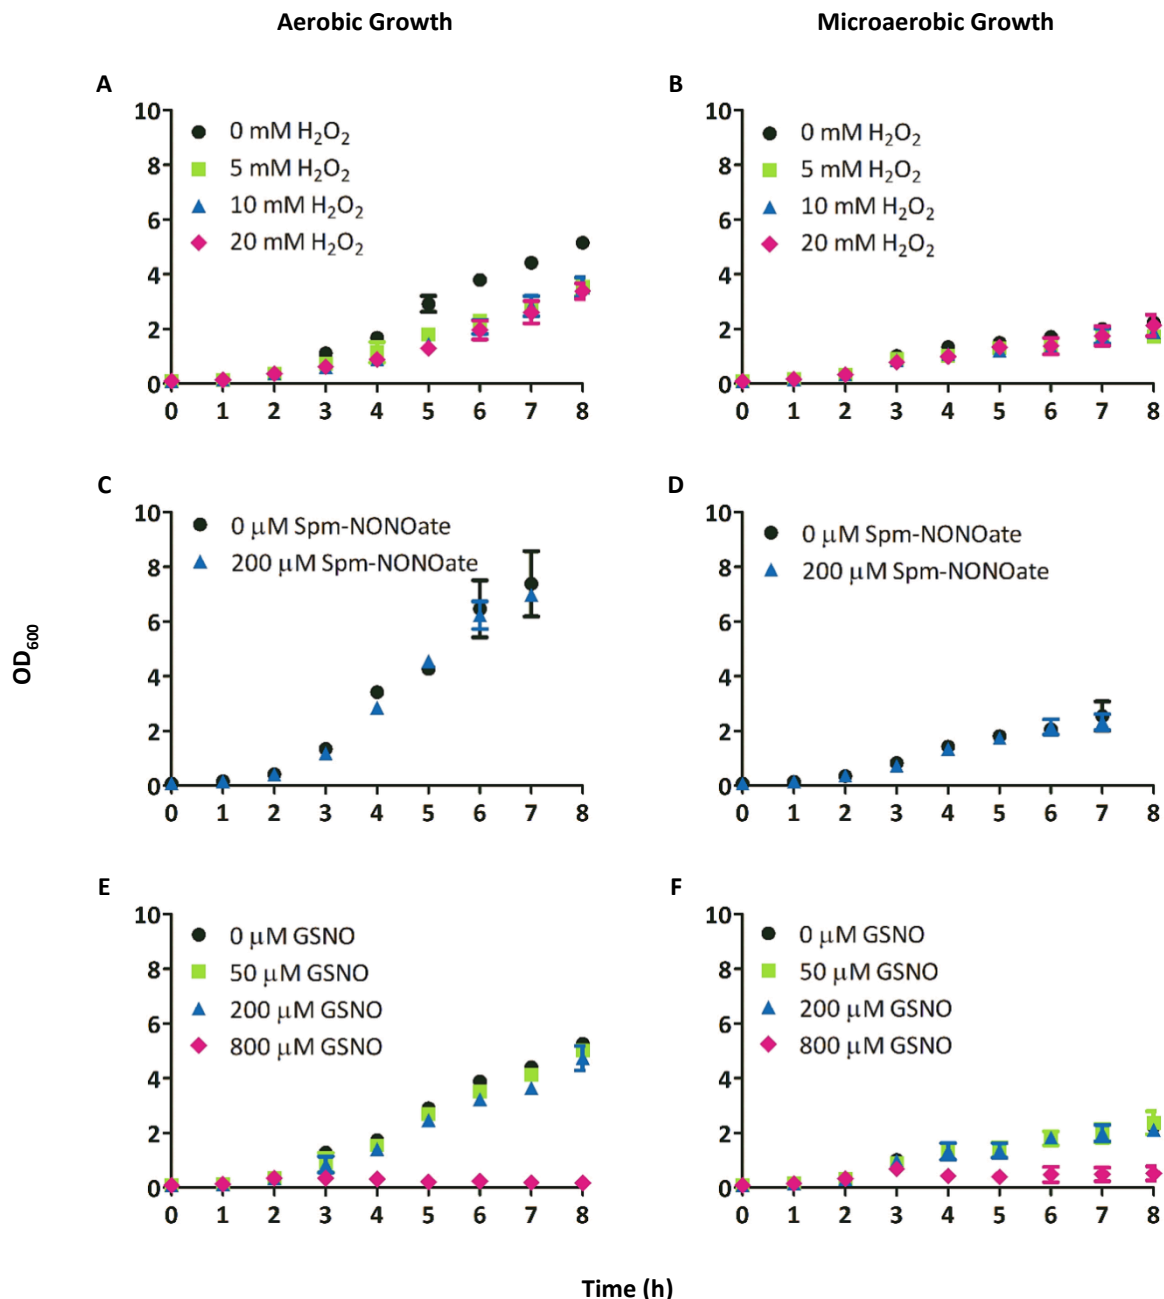 Aerobic Growth
Microaerobic Growth
A
10
8
6
4
2
0
0 mM H₂O₂
5 mM H₂O₂
10 mM H₂O₂
20 mM H₂O₂
0 1 2 3 4 5 6 7 8
B
10
8
6
4
2
0
0 mM H₂O₂
5 mM H₂O₂
10 mM H₂O₂
20 mM H₂O₂
0 1 2 3 4 5 6 7 8
OD₆₀₀
C
10
8
6
4
2
0
0 μM Spm-NONOate
200 μM Spm-NONOate
0 1 2 3 4 5 6 7 8
D
10
8
6
4
2
0
0 μM Spm-NONOate
200 μM Spm-NONOate
0 1 2 3 4 5 6 7 8
E
10
8
6
4
2
0
0 μM GSNO
50 μM GSNO
200 μM GSNO
800 μM GSNO
0 1 2 3 4 5 6 7 8
F
10
8
6
4
2
0
0 μM GSNO
50 μM GSNO
200 μM GSNO
800 μM GSNO
0 1 2 3 4 5 6 7 8
Time (h)